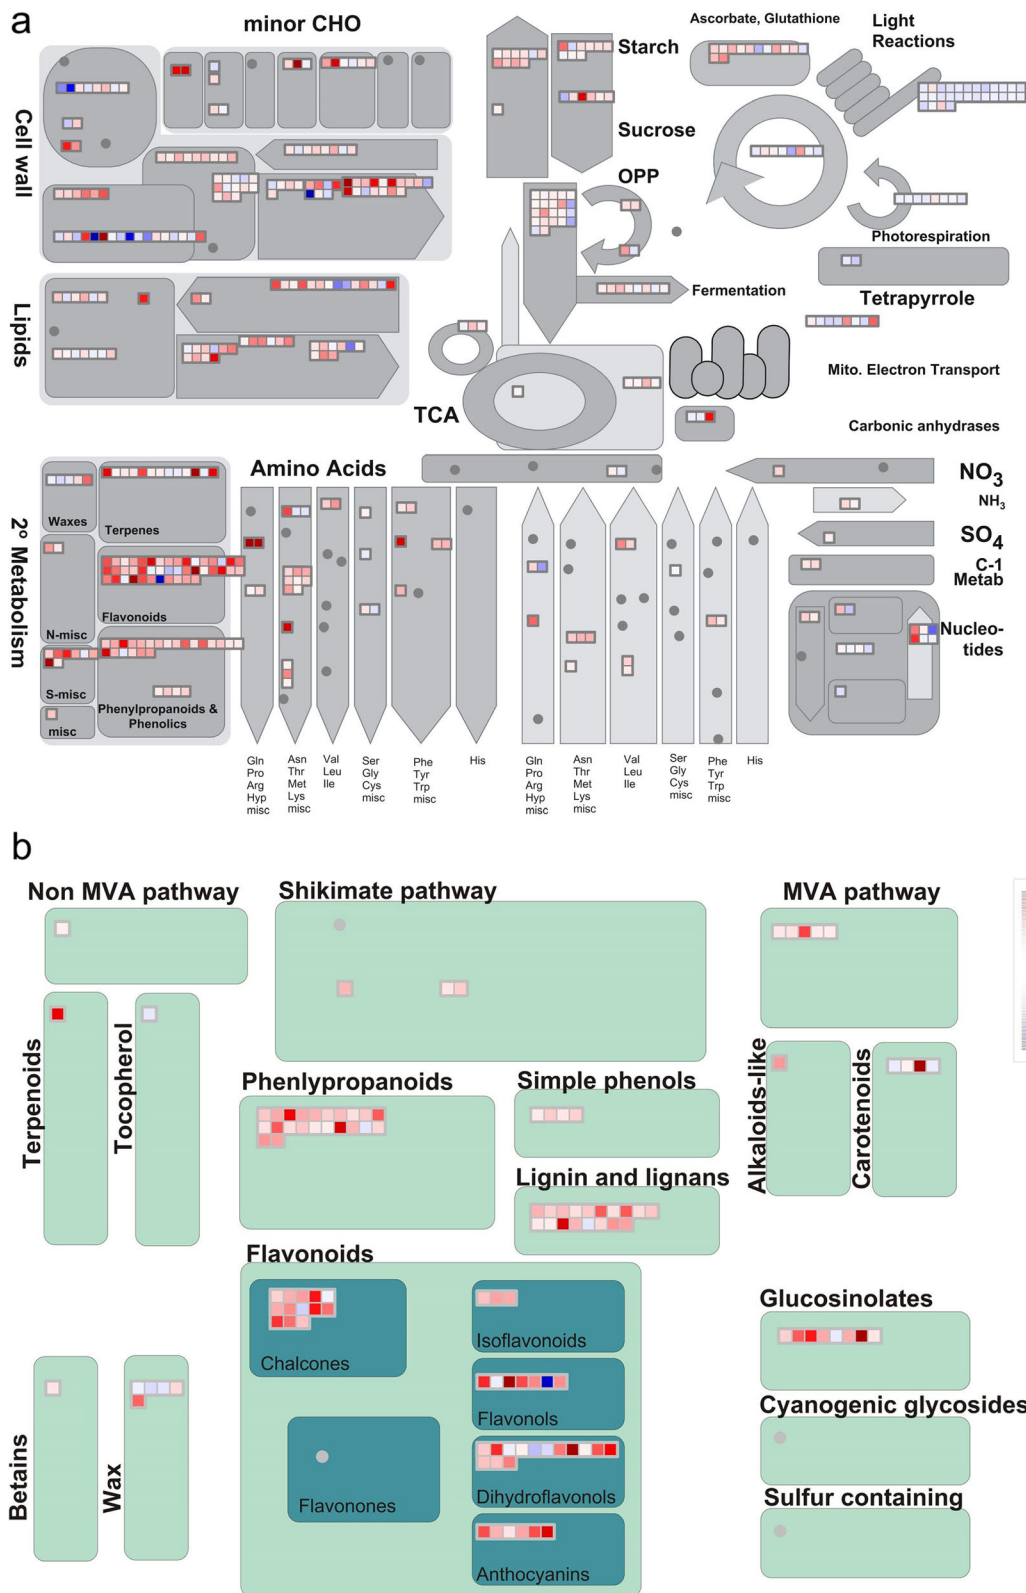 a
minor CHO
Cell wall
Starch
Sucrose
OPP
Ascorbate, Glutathione
Light
Reactions
Photorespiration
Tetrapyrrole
Fermentation
Lipids
TCA
Mito. Electron Transport
Carbonic anhydrases
Amino Acids
2º Metabolism
Waxes
Terpenes
N-misc
Flavonoids
S-misc
misc
Phenylpropanoids &
Phenolics
NO3
NH3
SO4
C-1
Metab
Nucleo-
tides
Gln
Pro
Arg
Hyp
misc
Asn
Thr
Met
Lys
misc
Val
Leu
Ile
Ser
Gly
Cys
misc
Phe
Tyr
Trp
misc
His
Gln
Pro
Arg
Hyp
misc
Asn
Thr
Met
Lys
misc
Val
Leu
Ile
Ser
Gly
Cys
misc
Phe
Tyr
Trp
misc
His
b
Non MVA pathway
Shikimate pathway
MVA pathway
Terpenoids
Tocopherol
Phenlypropanoids
Simple phenols
Lignin and lignans
Alkaloids-like
Carotenoids
Flavonoids
Chalcones
Isoflavonoids
Flavonols
Flavonones
Dihydroflavonols
Anthocyanins
Betains
Wax
Glucosinolates
Cyanogenic glycosides
Sulfur containing